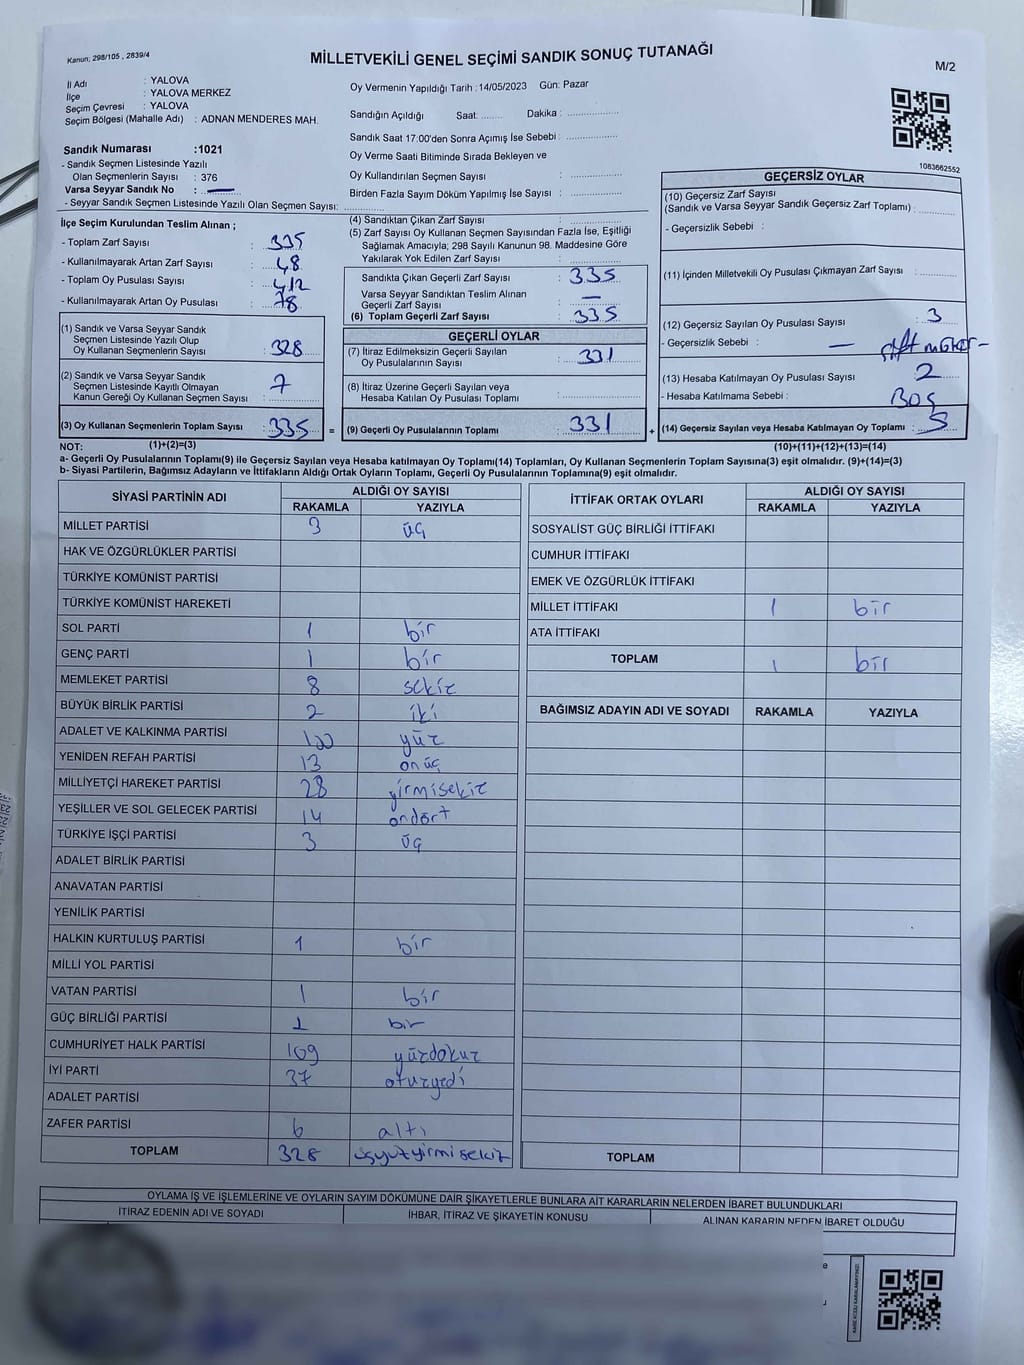 Kanun; 298/105 , 2839/4
MİLLETVEKİLİ GENEL SEÇİMİ SANDIK SONUÇ TUTANAĞI
M/2
İl Adı : YALOVA
İlçe : YALOVA MERKEZ
Seçim Çevresi : YALOVA
Seçim Bölgesi (Mahalle Adı) : ADNAN MENDERES MAH.
Oy Vermenin Yapıldığı Tarih :14/05/2023 Gün: Pazar
Sandığın Açıldığı Saat: ........ Dakika : ................
Sandık Saat 17:00'den Sonra Açımış İse Sebebi : ................
Oy Verme Saati Bitiminde Sırada Bekleyen ve
Oy Kullandırılan Seçmen Sayısı : ................
Birden Fazla Sayım Döküm Yapılmış İse Sayısı : ................
1083662552
Sandık Numarası :1021
- Sandık Seçmen Listesinde Yazılı
Olan Seçmenlerin Sayısı : 376
Varsa Seyyar Sandık No : —
- Seyyar Sandık Seçmen Listesinde Yazılı Olan Seçmen Sayısı: ................
İlçe Seçim Kurulundan Teslim Alınan ;
- Toplam Zarf Sayısı : 335
- Kullanılmayarak Artan Zarf Sayısı : 48
- Toplam Oy Pusulası Sayısı : 412
- Kullanılmayarak Artan Oy Pusulası : 78
(1) Sandık ve Varsa Seyyar Sandık
Seçmen Listesinde Yazılı Olup
Oy Kullanan Seçmenlerin Sayısı : 328
(2) Sandık ve Varsa Seyyar Sandık
Seçmen Listesinde Kayıtlı Olmayan
Kanun Gereği Oy Kullanan Seçmen Sayısı : 7
(3) Oy Kullanan Seçmenlerin Toplam Sayısı : 335
(4) Sandıktan Çıkan Zarf Sayısı : ................
(5) Zarf Sayısı Oy Kullanan Seçmen Sayısından Fazla İse, Eşitliği
Sağlamak Amacıyla; 298 Sayılı Kanunun 98. Maddesine Göre
Yakılarak Yok Edilen Zarf Sayısı : ................
Sandıkta Çıkan Geçerli Zarf Sayısı : 335
Varsa Seyyar Sandıktan Teslim Alınan
Geçerli Zarf Sayısı : —
(6) Toplam Geçerli Zarf Sayısı : 335
GEÇERLİ OYLAR
(7) İtiraz Edilmeksizin Geçerli Sayılan
Oy Pusulalarının Sayısı : 331
(8) İtiraz Üzerine Geçerli Sayılan veya
Hesaba Katılan Oy Pusulası Toplamı : ................
= (9) Geçerli Oy Pusulalarının Toplamı : 331
GEÇERSİZ OYLAR
(10) Geçersiz Zarf Sayısı
(Sandık ve Varsa Seyyar Sandık Geçersiz Zarf Toplamı) : ................
- Geçersizlik Sebebi :
(11) İçinden Milletvekili Oy Pusulası Çıkmayan Zarf Sayısı : ................
(12) Geçersiz Sayılan Oy Pusulası Sayısı : 3
- Geçersizlik Sebebi : —
(13) Hesaba Katılmayan Oy Pusulası Sayısı : 2
- Hesaba Katılmama Sebebi : Boş
+ (14) Geçersiz Sayılan veya Hesaba Katılmayan Oy Toplamı : 5
NOT: (1)+(2)=(3) (10)+(11)+(12)+(13)=(14)
a- Geçerli Oy Pusulaları Toplamı(9) ile Geçersiz Sayılan veya Hesaba katılmayan Oy Toplamı(14) Toplamları, Oy Kullanan Seçmenlerin Toplam Sayısına(3) eşit olmalıdır. (9)+(14)=(3)
b- Siyasi Partilerin, Bağımsız Adayların ve İttifakların Aldığı Ortak Oyların Toplamı, Geçerli Oy Pusulalarının Toplamına(9) eşit olmalıdır.
SİYASİ PARTİNİN ADI ALDIĞI OY SAYISI
RAKAMLA YAZIYLA
MİLLET PARTİSİ 3 üç
HAK VE ÖZGÜRLÜKLER PARTİSİ
TÜRKİYE KOMÜNİST PARTİSİ
TÜRKİYE KOMÜNİST HAREKETİ
SOL PARTİ 1 bir
GENÇ PARTİ 1 bir
MEMLEKET PARTİSİ 8 sekiz
BÜYÜK BİRLİK PARTİSİ 2 iki
ADALET VE KALKINMA PARTİSİ 100 yüz
YENİDEN REFAH PARTİSİ 13 onüç
MİLLİYETÇİ HAREKET PARTİSİ 28 yirmisekiz
YEŞİLLER VE SOL GELECEK PARTİSİ 14 ondört
TÜRKİYE İŞÇİ PARTİSİ 3 üç
ADALET BİRLİK PARTİSİ
ANAVATAN PARTİSİ
YENİLİK PARTİSİ
HALKIN KURTULUŞ PARTİSİ 1 bir
MİLLİ YOL PARTİSİ
VATAN PARTİSİ 1 bir
GÜÇ BİRLİĞİ PARTİSİ 1 bir
CUMHURİYET HALK PARTİSİ 109 yüzdokuz
İYİ PARTİ 37 otuzyedi
ADALET PARTİSİ
ZAFER PARTİSİ 6 altı
TOPLAM 328 üçyüzyirmisekiz
İTTİFAK ORTAK OYLARI ALDIĞI OY SAYISI
RAKAMLA YAZIYLA
SOSYALİST GÜÇ BİRLİĞİ İTTİFAKI
CUMHUR İTTİFAKI
EMEK VE ÖZGÜRLÜK İTTİFAKI
MİLLET İTTİFAKI 1 bir
ATA İTTİFAKI
TOPLAM 1 bir
BAĞIMSIZ ADAYIN ADI VE SOYADI RAKAMLA YAZIYLA
TOPLAM
OYLAMA İŞ VE İŞLEMLERİNE VE OYLARIN SAYIM DÖKÜMÜNE DAİR ŞİKAYETLERLE BUNLARA AİT KARARLARIN NELERDEN İBARET BULUNDUKLARI
İTİRAZ EDENİN ADI VE SOYADI İHBAR, İTİRAZ VE ŞİKAYETİN KONUSU ALINAN KARARIN NEDEN İBARET OLDUĞU